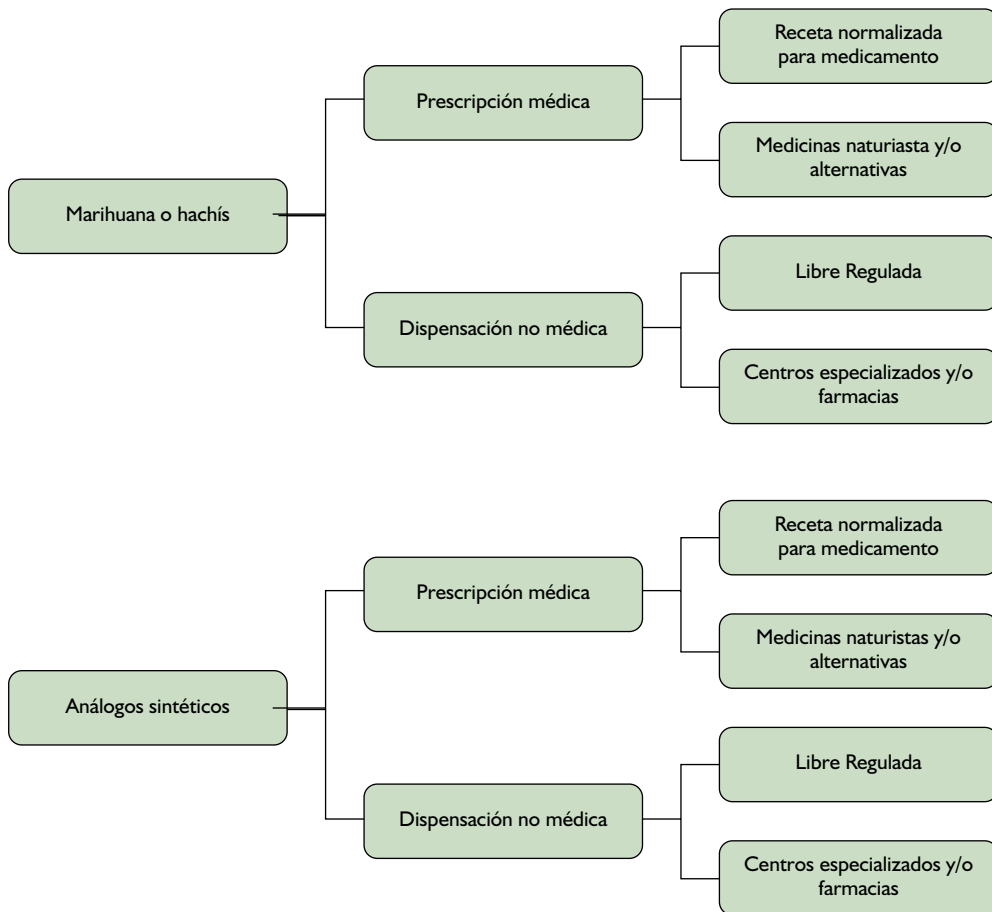 Receta normalizada
para medicamento
Prescripción médica
Medicinas naturiasta y/o
alternativas
Marihuana o hachís
Libre Regulada
Dispensación no médica
Centros especializados y/o
farmacias
Receta normalizada
para medicamento
Prescripción médica
Medicinas naturistas y/o
alternativas
Análogos sintéticos
Libre Regulada
Dispensación no médica
Centros especializados y/o
farmacias